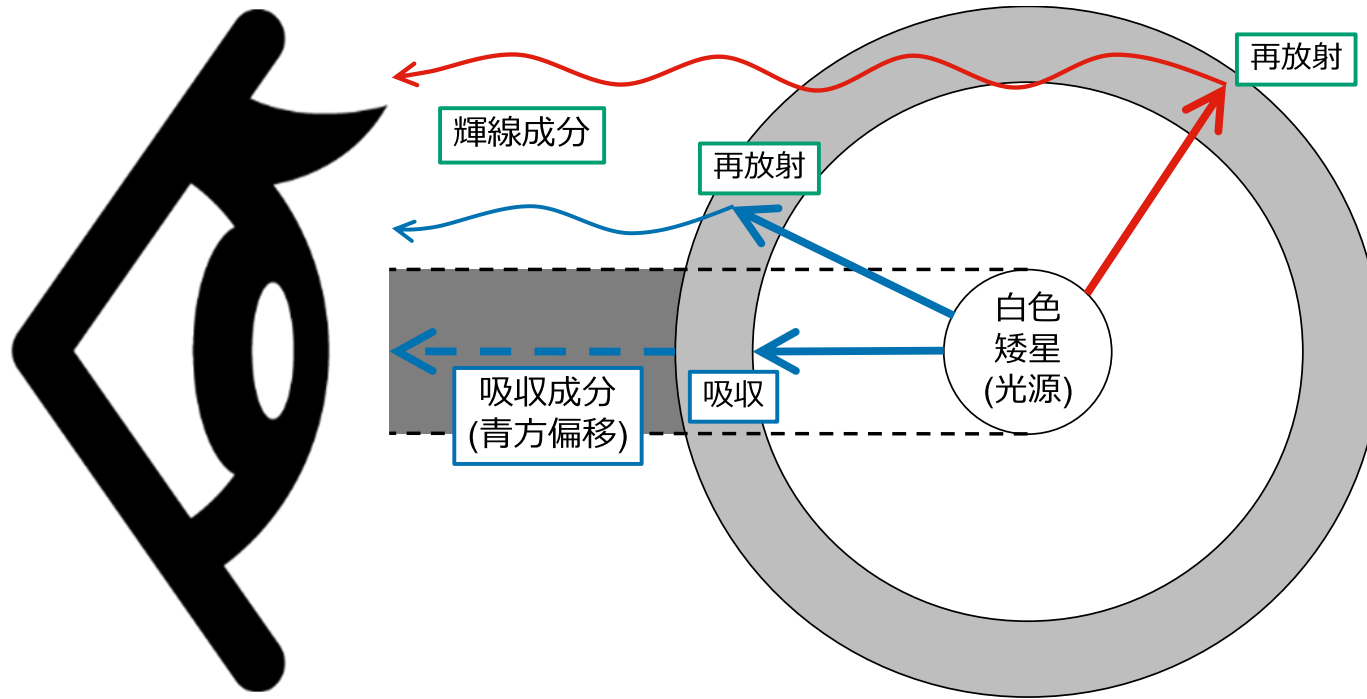 再放射
輝線成分
再放射
白色
矮星
(光源)
吸収
吸収成分
(青方偏移)